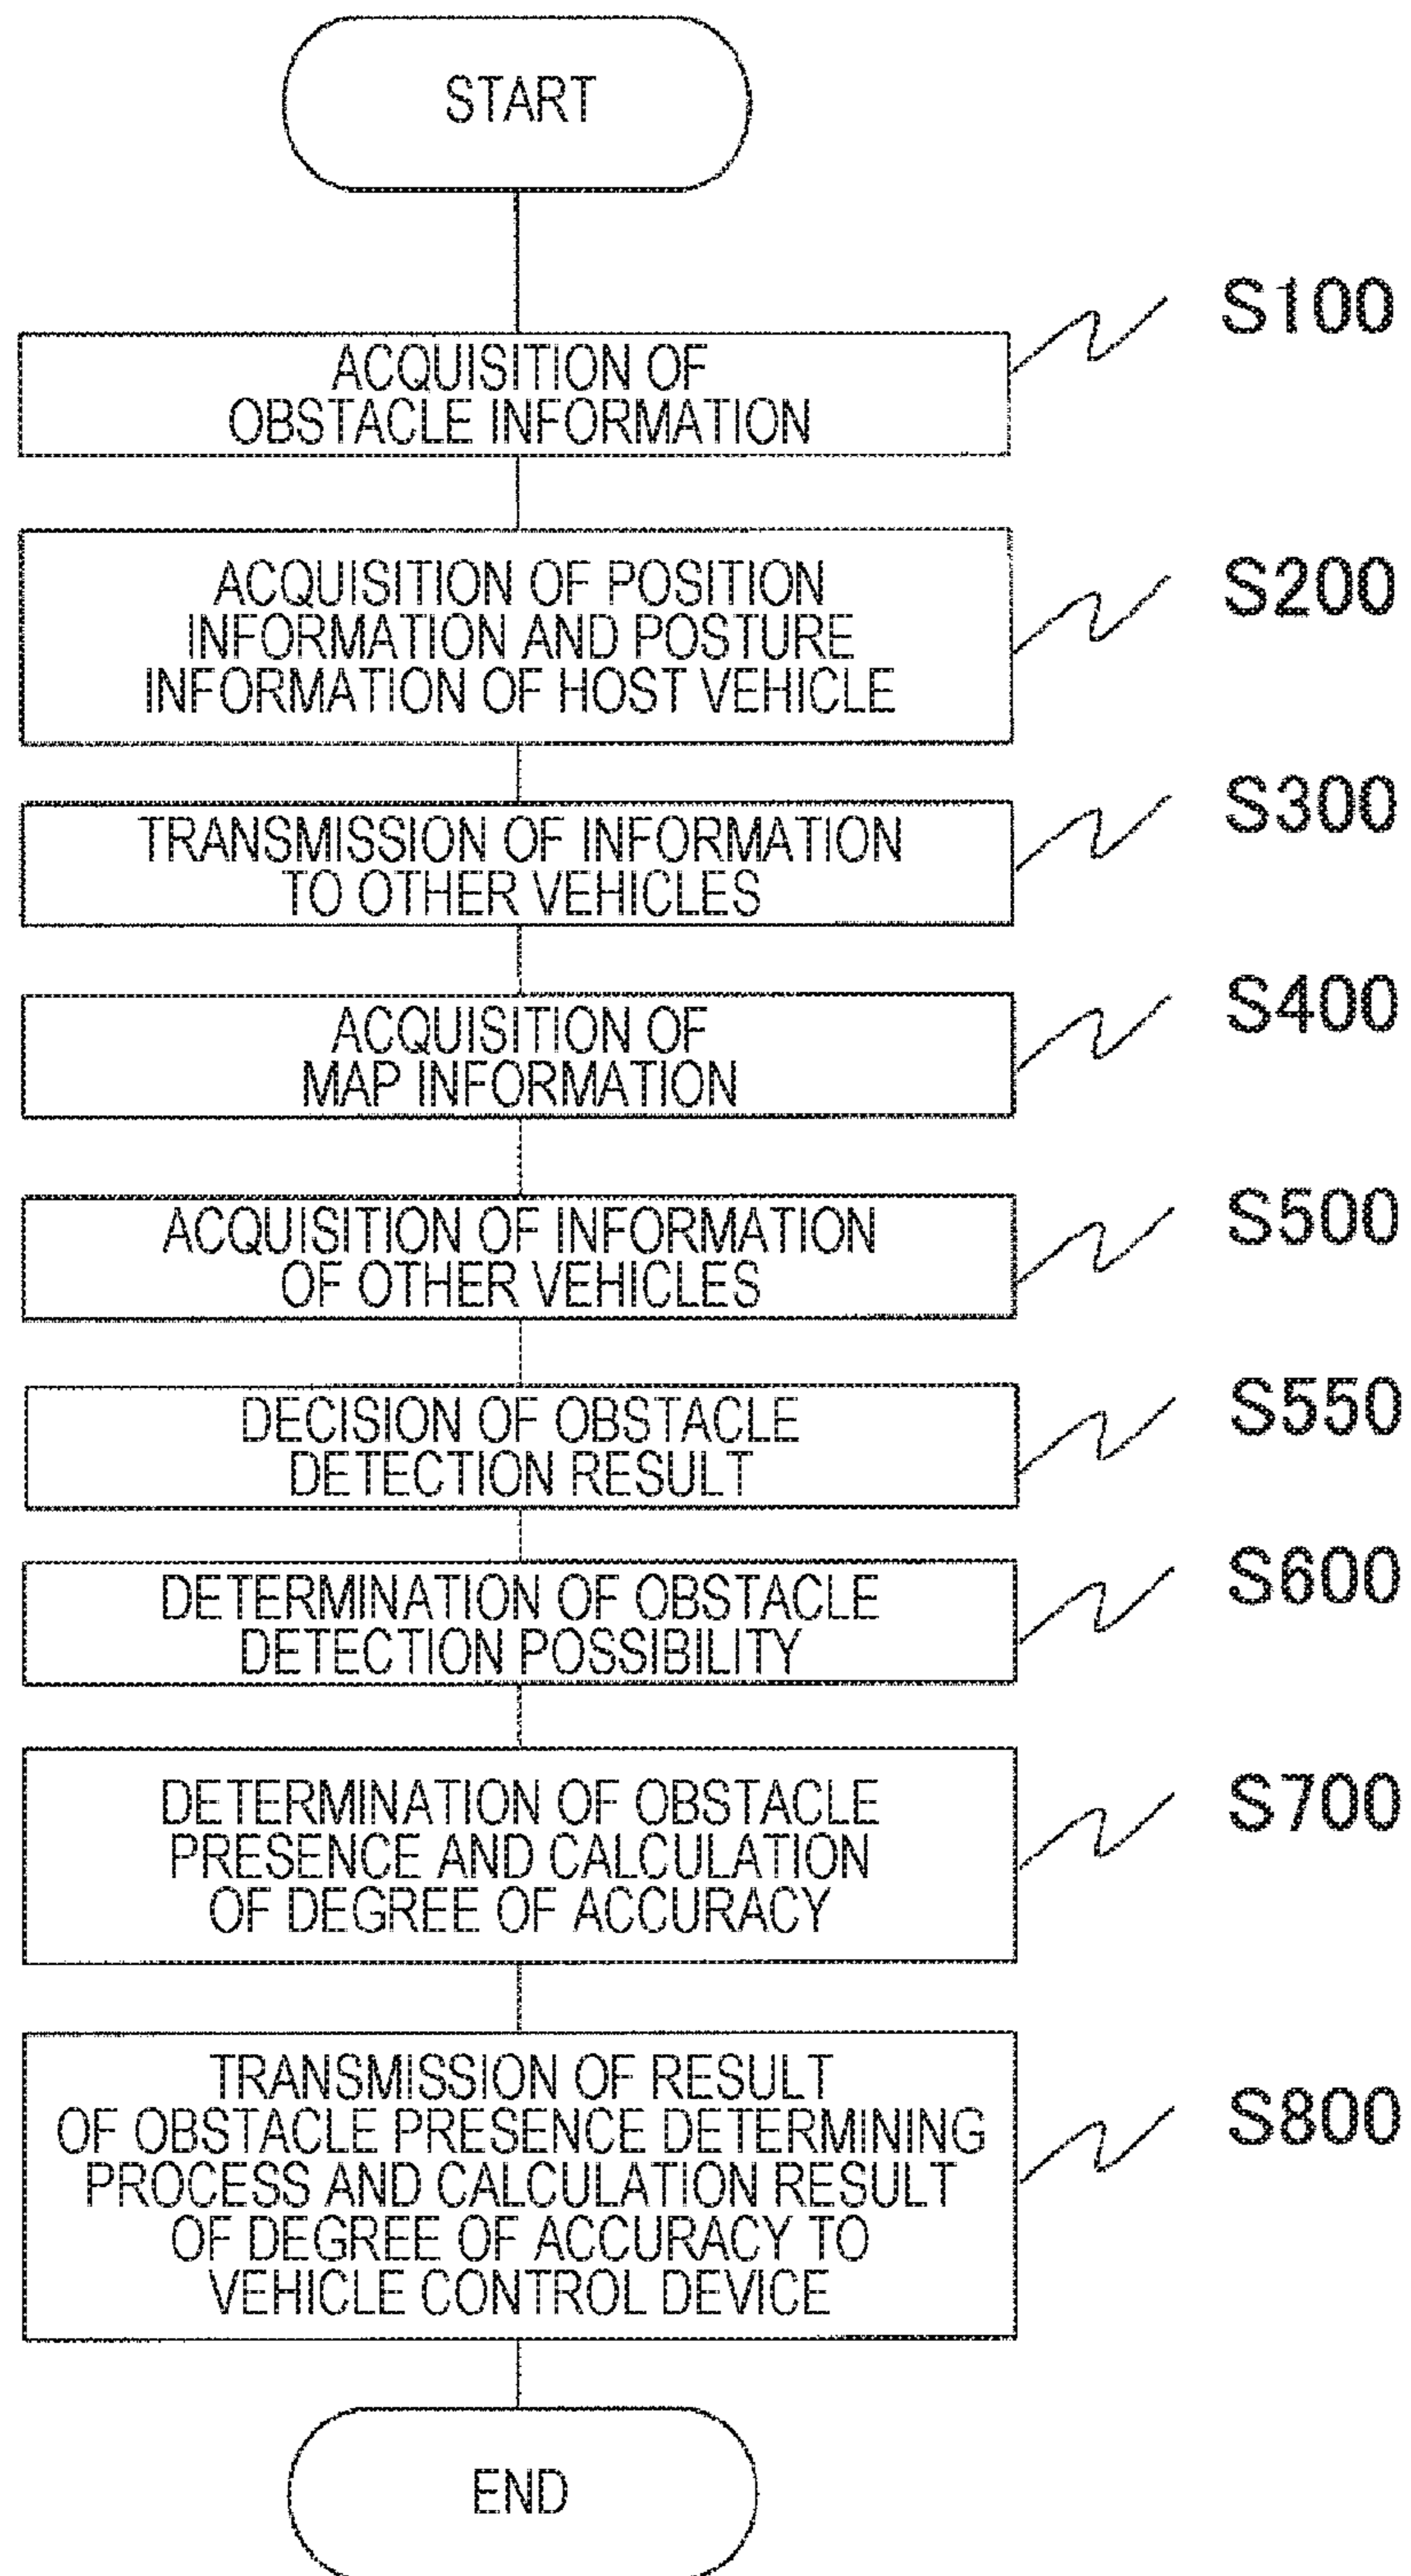 START
S100
ACQUISITION OF
OBSTACLE INFORMATION
S200
ACQUISITION OF POSITION
INFORMATION AND POSTURE
INFORMATION OF HOST VEHICLE
S300
TRANSMISSION OF INFORMATION
TO OTHER VEHICLES
S400
ACQUISITION OF
MAP INFORMATION
S500
ACQUISITION OF INFORMATION
OF OTHER VEHICLES
S550
DECISION OF OBSTACLE
DETECTION RESULT
S600
DETERMINATION OF OBSTACLE
DETECTION POSSIBILITY
S700
DETERMINATION OF OBSTACLE
PRESENCE AND CALCULATION
OF DEGREE OF ACCURACY
S800
TRANSMISSION OF RESULT
OF OBSTACLE PRESENCE DETERMINING
PROCESS AND CALCULATION RESULT
OF DEGREE OF ACCURACY TO
VEHICLE CONTROL DEVICE
END